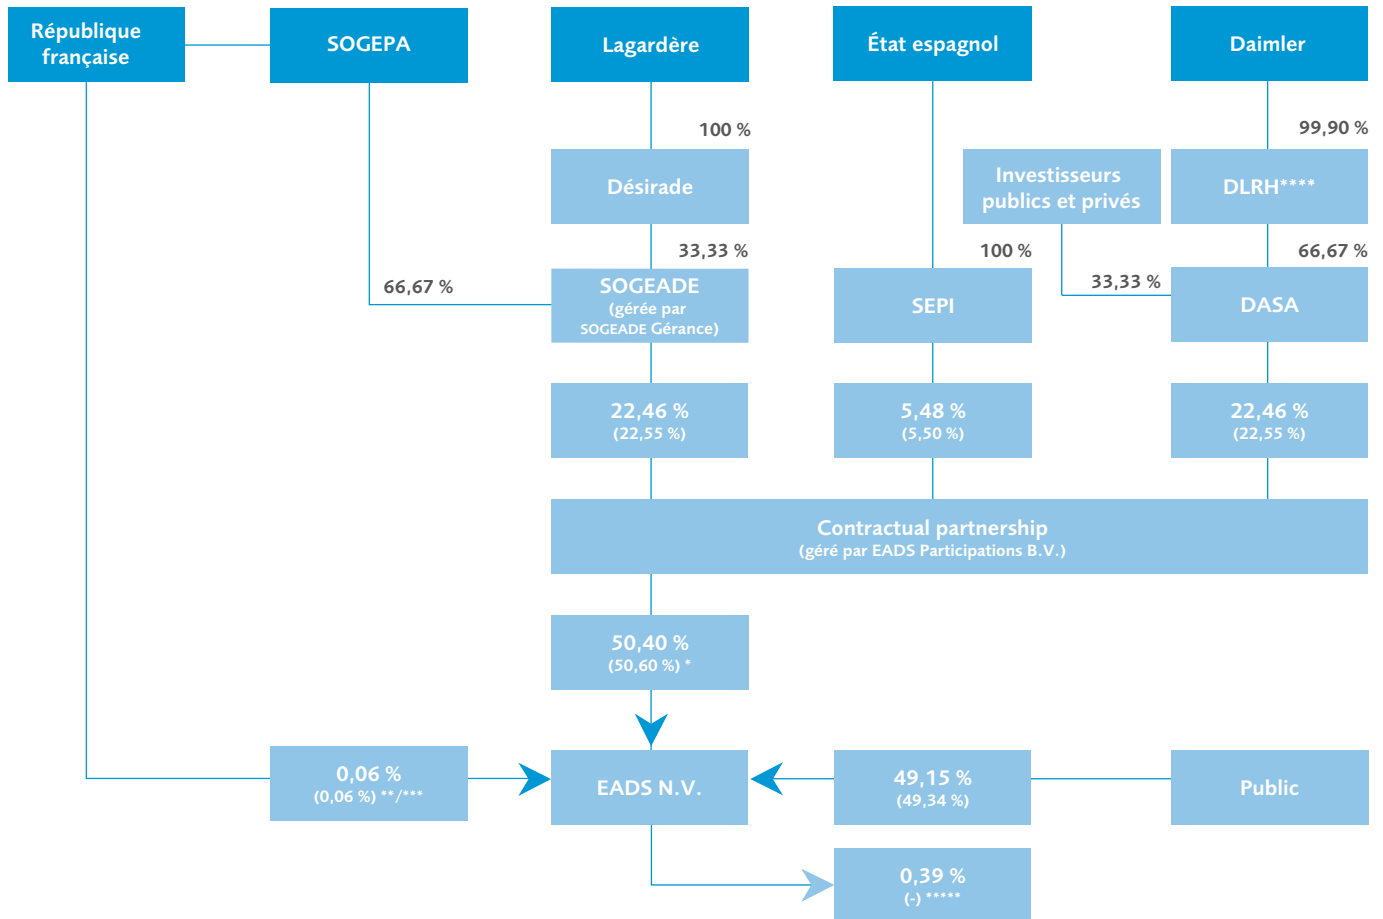 République
française
SOGEPA
Lagardère
État espagnol
Daimler
100 %
99,90 %
Désirade
Investisseurs
publics et privés
DLRH****
33,33 %
100 %
66,67 %
66,67 %
SOGEADE
(gérée par
SOGEADE Gérance)
SEPI
33,33 %
DASA
22,46 %
(22,55 %)
5,48 %
(5,50 %)
22,46 %
(22,55 %)
Contractual partnership
(géré par EADS Participations B.V.)
50,40 %
(50,60 %) *
0,06 %
(0,06 %) **/***
EADS N.V.
49,15 %
(49,34 %)
Public
0,39 %
(-) *****